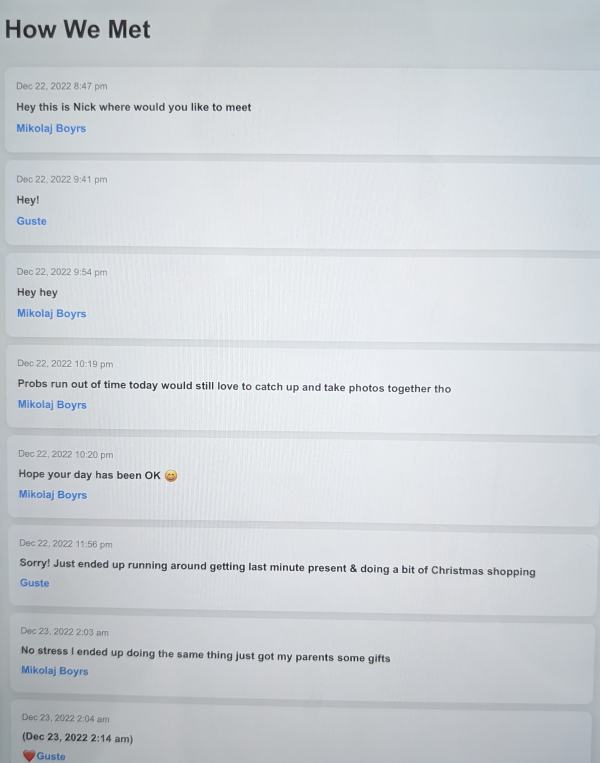 How We Met
Dec 22, 2022 8:47 pm
Hey this is Nick where would you like to meet
Mikolaj Boyrs
Dec 22, 2022 9:41 pm
Hey!
Guste
Dec 22, 2022 9:54 pm
Hey hey
Mikolaj Boyrs
Dec 22, 2022 10:19 pm
Probs run out of time today would still love to catch up and take photos together tho
Mikolaj Boyrs
Dec 22, 2022 10:20 pm
Hope your day has been OK 😄
Mikolaj Boyrs
Dec 22, 2022 11:56 pm
Sorry! Just ended up running around getting last minute present & doing a bit of Christmas shopping
Guste
Dec 23, 2022 2:03 am
No stress I ended up doing the same thing just got my parents some gifts
Mikolaj Boyrs
Dec 23, 2022 2:04 am
(Dec 23, 2022 2:14 am)
❤️Guste